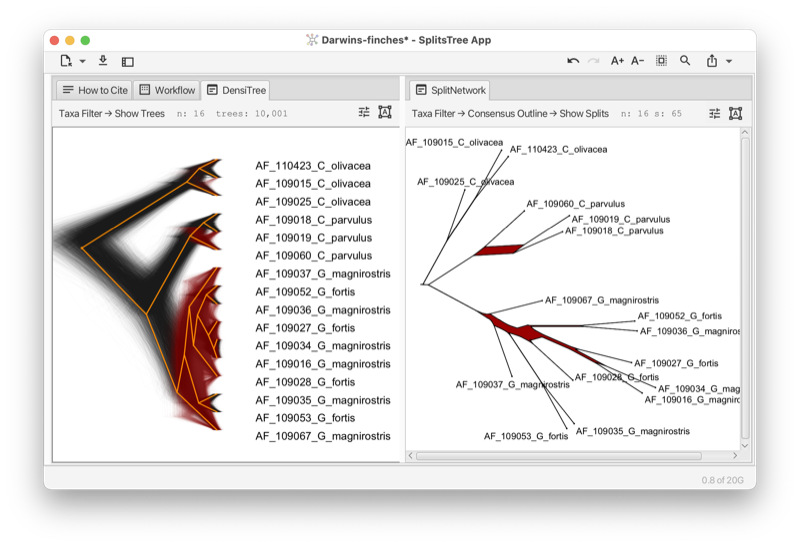 Darwins-finches* - SplitsTree App
A+ A−
How to Cite Workflow DensiTree
Taxa Filter → Show Trees n: 16 trees: 10,001
AF_110423_C_olivacea
AF_109015_C_olivacea
AF_109025_C_olivacea
AF_109018_C_parvulus
AF_109019_C_parvulus
AF_109060_C_parvulus
AF_109037_G_magnirostris
AF_109052_G_fortis
AF_109036_G_magnirostris
AF_109027_G_fortis
AF_109034_G_magnirostris
AF_109016_G_magnirostris
AF_109028_G_fortis
AF_109035_G_magnirostris
AF_109053_G_fortis
AF_109067_G_magnirostris
SplitNetwork
Taxa Filter → Consensus Outline → Show Splits n: 16 s: 65
AF_109015_C_olivacea
AF_110423_C_olivacea
AF_109025_C_olivacea
AF_109060_C_parvulus
AF_109019_C_parvulus
AF_109018_C_parvulus
AF_109067_G_magnirostris
AF_109052_G_fortis
AF_109036_G_magniros
AF_109027_G_fortis
AF_109028_G_fortis
AF_109037_G_magnirostris
AF_109034_G_mag
AF_109016_G_magniro
AF_109035_G_magnirostris
AF_109053_G_fortis
0.8 of 20G